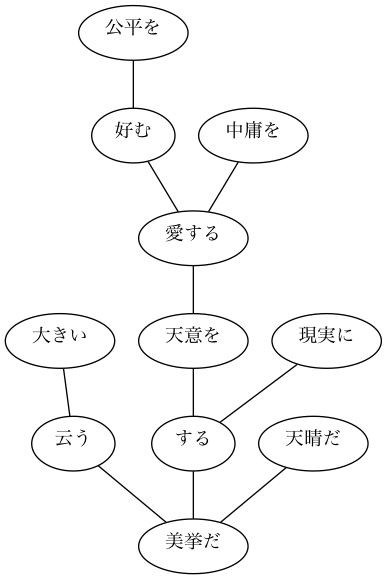 公平を
好む
中庸を
愛する
大きい
天意を
現実に
云う
する
天晴だ
美挙だ